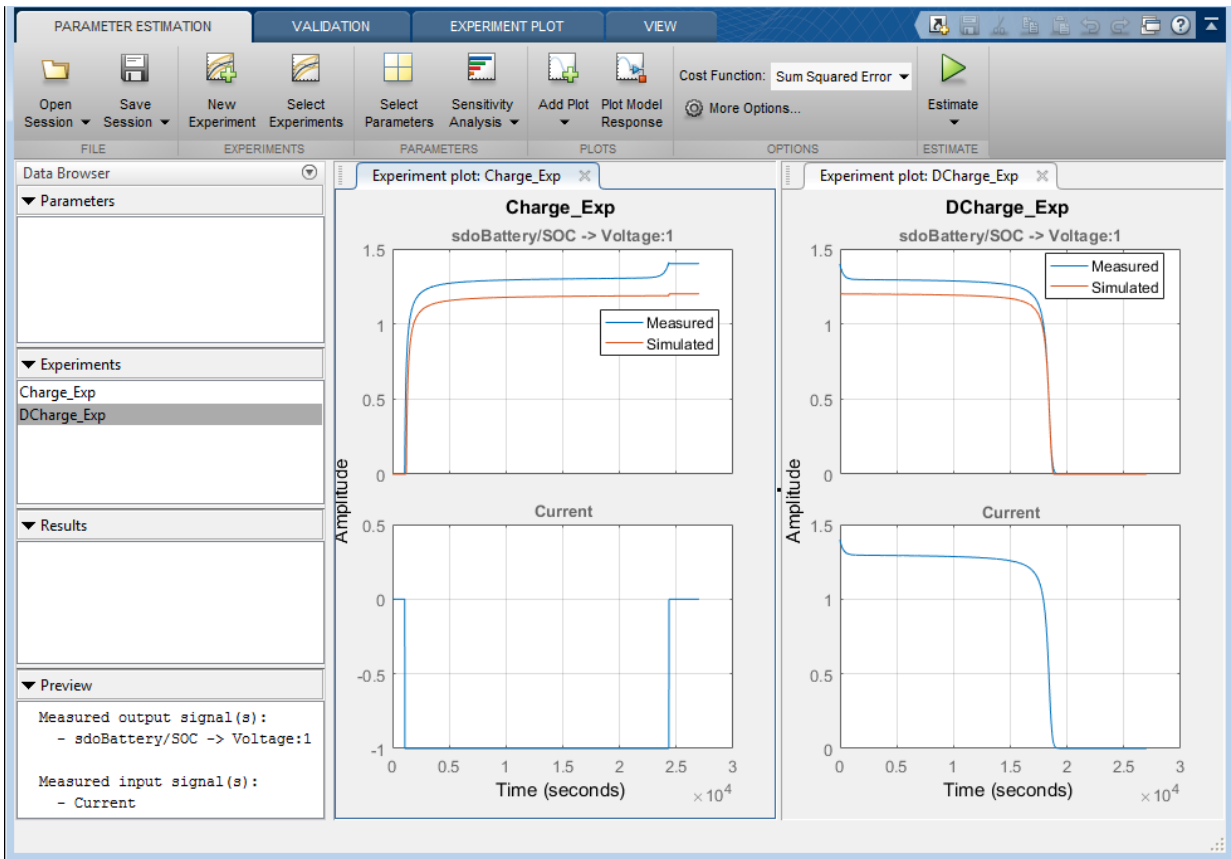 PARAMETER ESTIMATION
VALIDATION
EXPERIMENT PLOT
VIEW
Open
Session
Save
Session
New
Experiment
Select
Experiments
Select
Parameters
Sensitivity
Analysis
Add Plot
Plot Model
Response
Cost Function: Sum Squared Error
More Options...
Estimate
FILE
EXPERIMENTS
PARAMETERS
PLOTS
OPTIONS
ESTIMATE
Data Browser
Parameters
Experiments
Charge_Exp
DCharge_Exp
Results
Preview
Measured output signal(s):
- sdoBattery/SOC -> Voltage:1
Measured input signal(s):
- Current
Experiment plot: Charge_Exp
Charge_Exp
sdoBattery/SOC -> Voltage:1
1.5
1
0.5
0
Measured
Simulated
Amplitude
Current
0.5
0
-0.5
-1
0 0.5 1 1.5 2 2.5 3
Time (seconds)
×10^4
Experiment plot: DCharge_Exp
DCharge_Exp
sdoBattery/SOC -> Voltage:1
1.5
1
0.5
0
Measured
Simulated
Amplitude
Current
1.5
1
0.5
0
0 0.5 1 1.5 2 2.5 3
Time (seconds)
×10^4